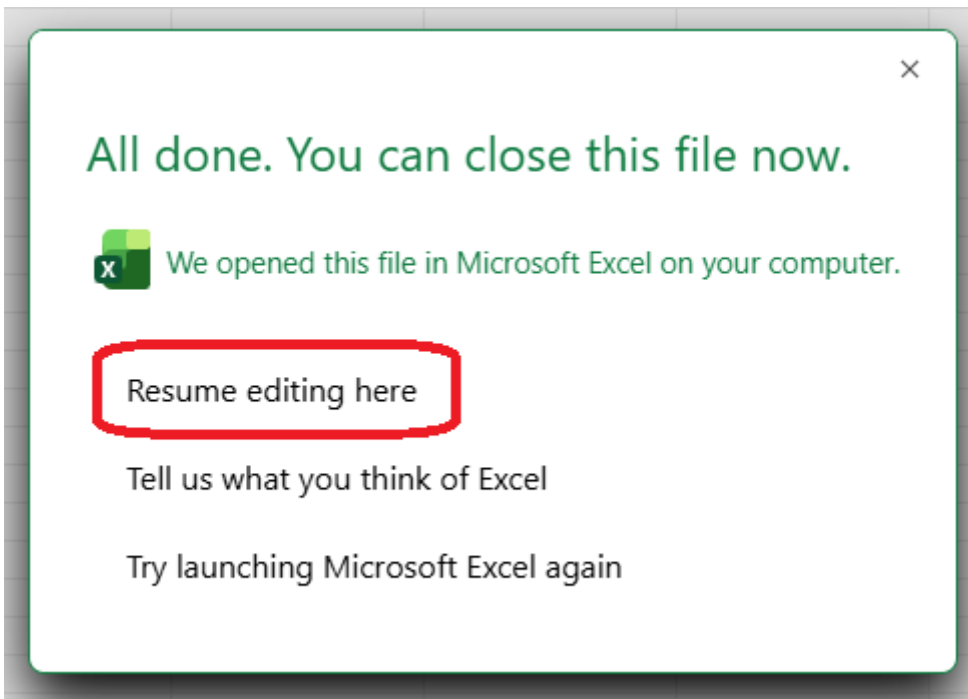 All done. You can close this file now.
We opened this file in Microsoft Excel on your computer.
Resume editing here
Tell us what you think of Excel
Try launching Microsoft Excel again